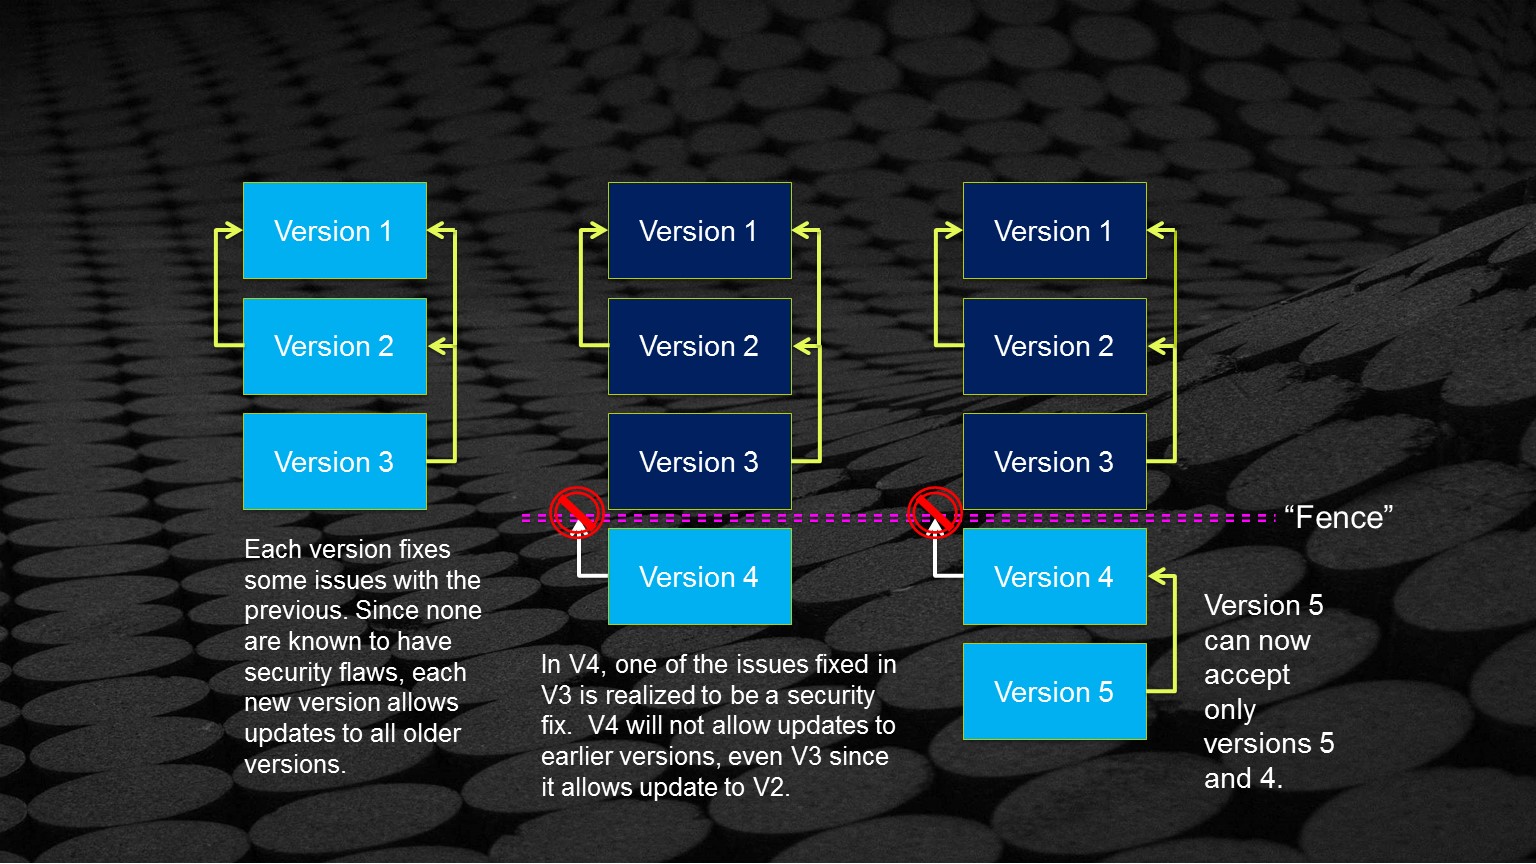 Version 1
Version 2
Version 3
Each version fixes
some issues with the
previous. Since none
are known to have
security flaws, each
new version allows
updates to all older
versions.
Version 1
Version 2
Version 3
Version 4
In V4, one of the issues fixed in
V3 is realized to be a security
fix.  V4 will not allow updates to
earlier versions, even V3 since
it allows update to V2.
Version 1
Version 2
Version 3
“Fence”
Version 4
Version 5
Version 5
can now
accept
only
versions 5
and 4.